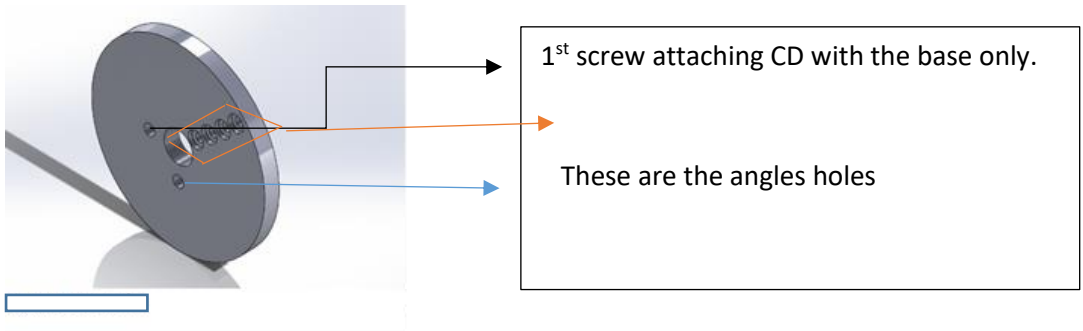 1st screw attaching CD with the base only.
These are the angles holes